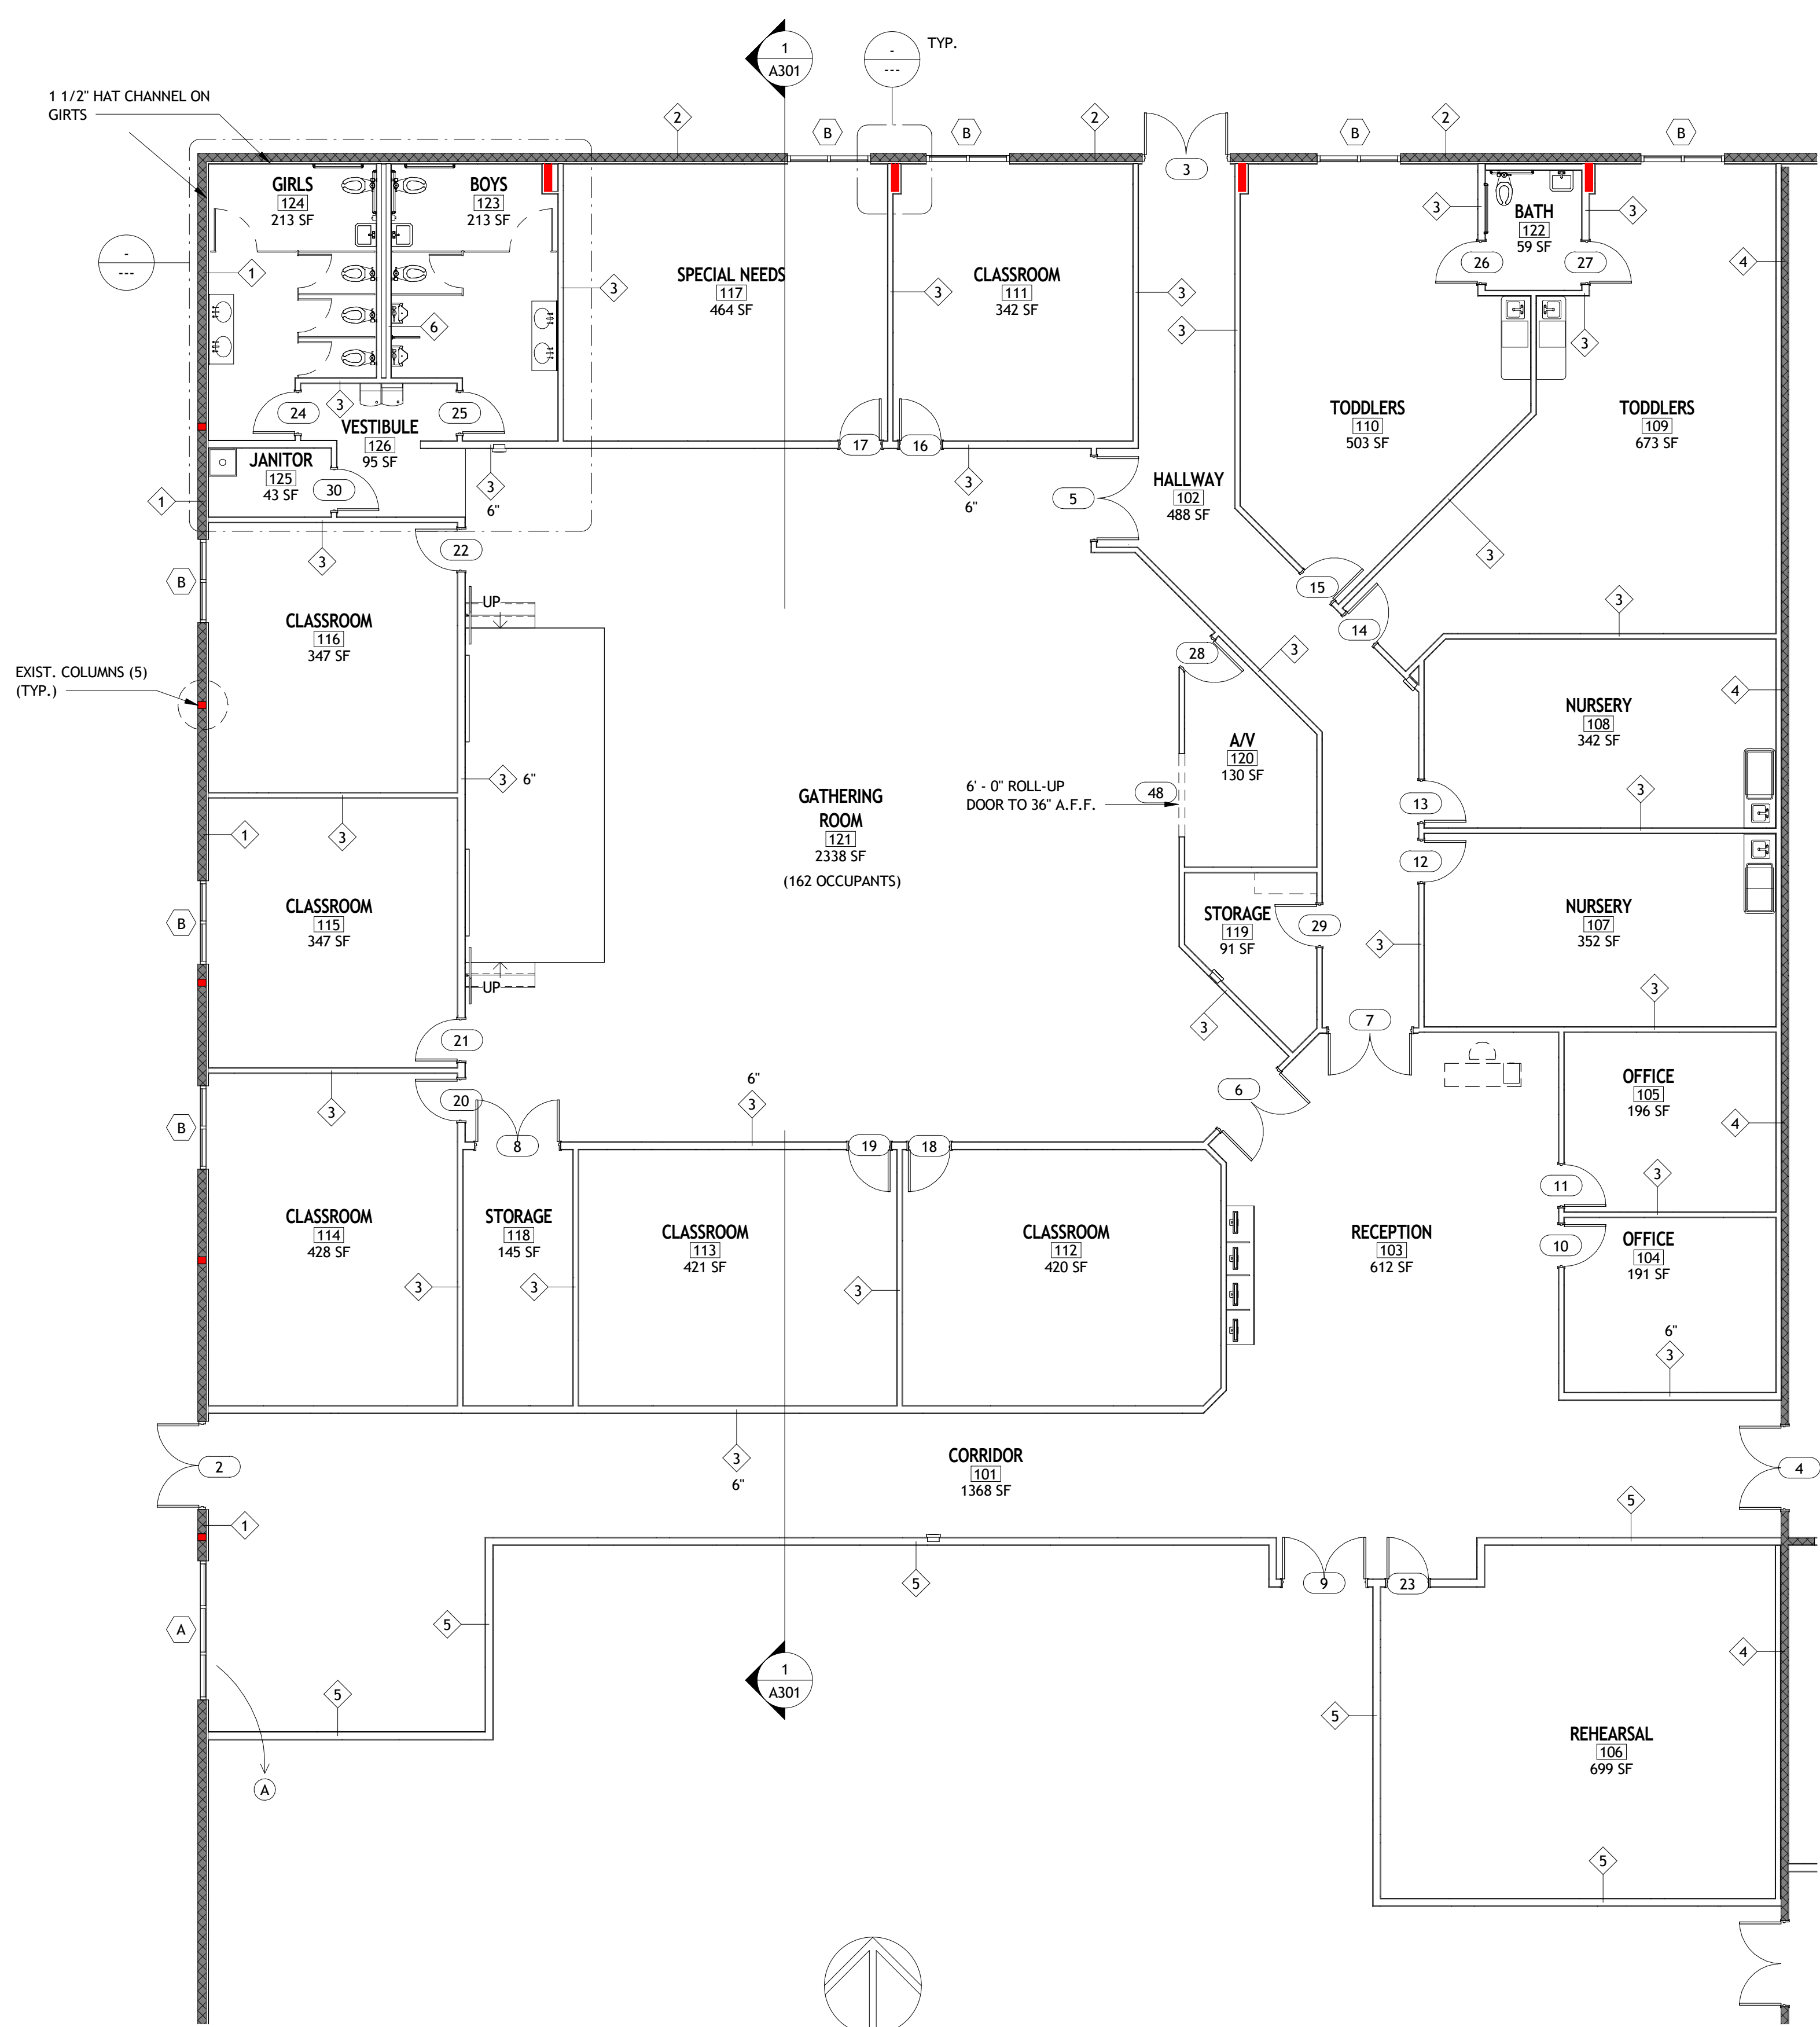 1
A301
-
---
TYP.
1 1/2" HAT CHANNEL ON
GIRTS
2
B
B
2
B
2
B
3
GIRLS
124
213 SF
BOYS
123
213 SF
-
---
1
3
6
SPECIAL NEEDS
117
464 SF
3
CLASSROOM
111
342 SF
3
3
3
BATH
122
59 SF
3
26
27
3
4
24
3
25
VESTIBULE
126
95 SF
JANITOR
125
43 SF
30
1
3
6"
17
16
3
6"
5
HALLWAY
102
488 SF
TODDLERS
110
503 SF
TODDLERS
109
673 SF
3
3
22
B
15
14
3
UP
CLASSROOM
116
347 SF
28
3
EXIST. COLUMNS (5)
(TYP.)
NURSERY
108
342 SF
4
A/V
120
130 SF
3
6"
GATHERING
ROOM
121
2338 SF
(162 OCCUPANTS)
6' - 0" ROLL-UP
DOOR TO 36" A.F.F.
48
13
3
1
3
12
CLASSROOM
115
347 SF
B
STORAGE
119
91 SF
29
3
NURSERY
107
352 SF
UP
3
3
7
21
6
OFFICE
105
196 SF
4
3
20
6"
3
B
8
19
18
11
3
CLASSROOM
114
428 SF
STORAGE
118
145 SF
CLASSROOM
113
421 SF
CLASSROOM
112
420 SF
RECEPTION
103
612 SF
10
OFFICE
104
191 SF
3
3
3
6"
3
2
3
6"
CORRIDOR
101
1368 SF
4
1
5
5
9
23
A
5
4
5
1
A301
5
REHEARSAL
106
699 SF
A
5